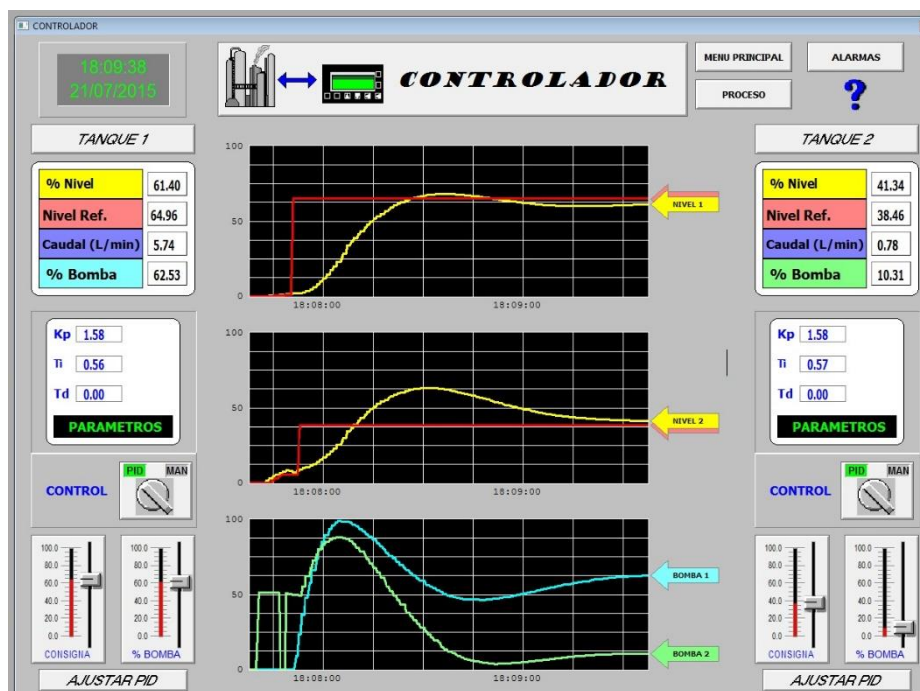 CONTROLADOR
18:09:38
21/07/2015
CONTROLADOR
MENU PRINCIPAL
ALARMAS
PROCESO
?
TANQUE 1
% Nivel 61.40
Nivel Ref. 64.96
Caudal (L/min) 5.74
% Bomba 62.53
Kp 1.58
Ti 0.56
Td 0.00
PARAMETROS
CONTROL
PID MAN
100.0
80.0
60.0
40.0
20.0
0.0
CONSIGNA
100.0
80.0
60.0
40.0
20.0
0.0
% BOMBA
AJUSTAR PID
100
50
0
18:08:00 18:09:00
NIVEL 1
100
50
0
18:08:00 18:09:00
NIVEL 2
100
50
0
18:08:00 18:09:00
BOMBA 1
BOMBA 2
TANQUE 2
% Nivel 41.34
Nivel Ref. 38.46
Caudal (L/min) 0.78
% Bomba 10.31
Kp 1.58
Ti 0.57
Td 0.00
PARAMETROS
CONTROL
PID MAN
100.0
80.0
60.0
40.0
20.0
0.0
CONSIGNA
100.0
80.0
60.0
40.0
20.0
0.0
% BOMBA
AJUSTAR PID